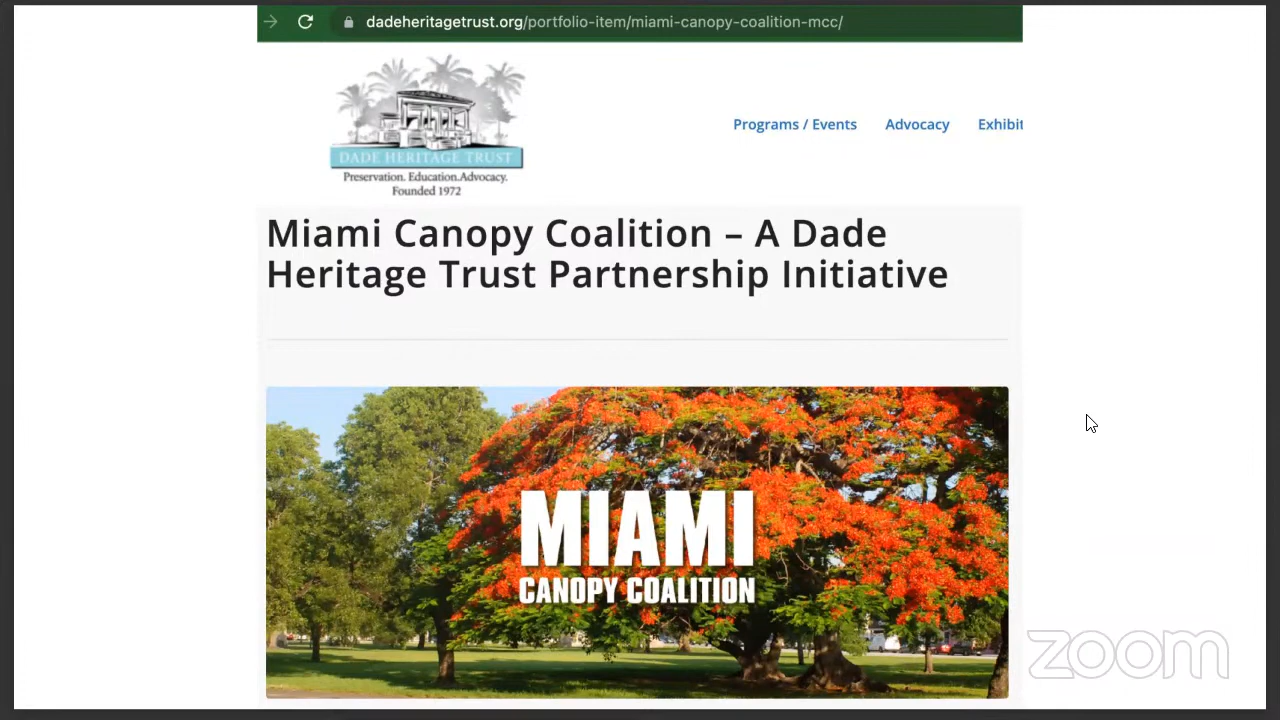 dadeheritagetrust.org/portfolio-item/miami-canopy-coalition-mcc/
DADE HERITAGE TRUST
Preservation. Education.Advocacy.
Founded 1972
Programs / Events
Advocacy
Exhibit
Miami Canopy Coalition – A Dade
Heritage Trust Partnership Initiative
MIAMI
CANOPY COALITION
zoom